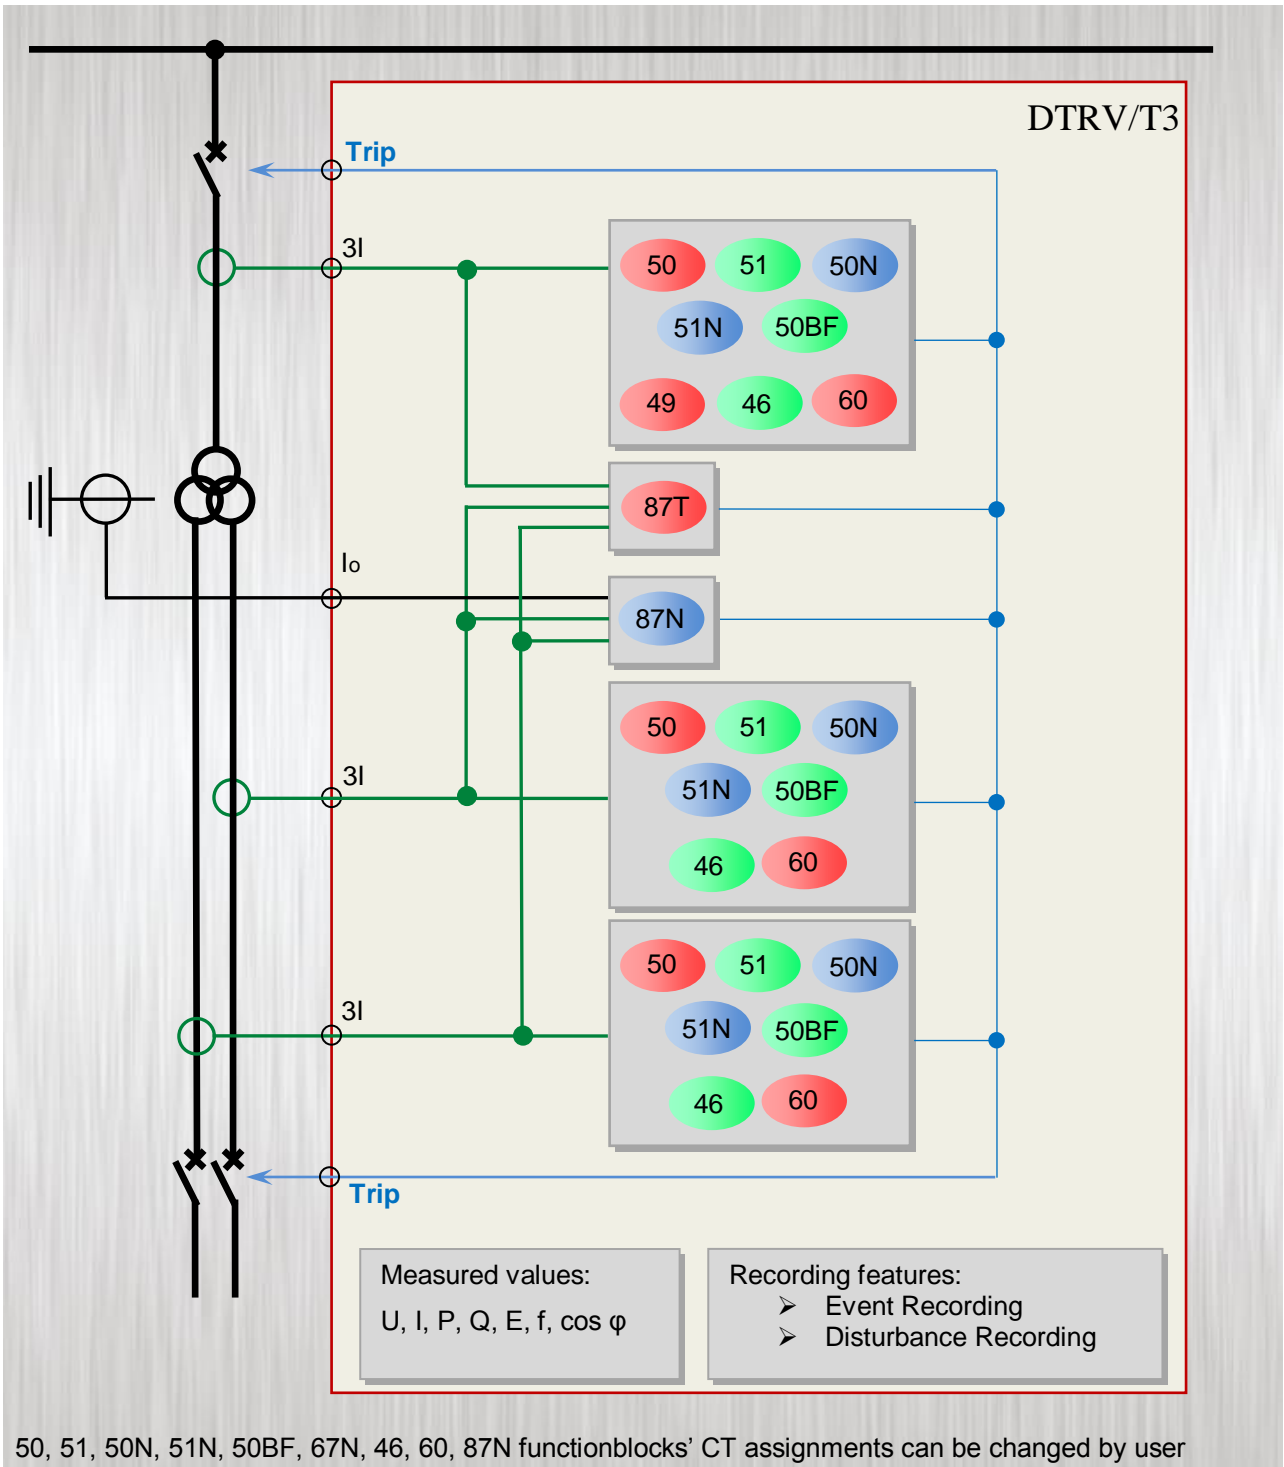 DTRV/T3
Trip
3I
50 51 50N
51N 50BF
49 46 60
87T
Io
87N
50 51 50N
3I
51N 50BF
46 60
50 51 50N
3I
51N 50BF
46 60
Trip
Measured values:
U, I, P, Q, E, f, cos φ
Recording features:
➢ Event Recording
➢ Disturbance Recording
50, 51, 50N, 51N, 50BF, 67N, 46, 60, 87N functionblocks’ CT assignments can be changed by user